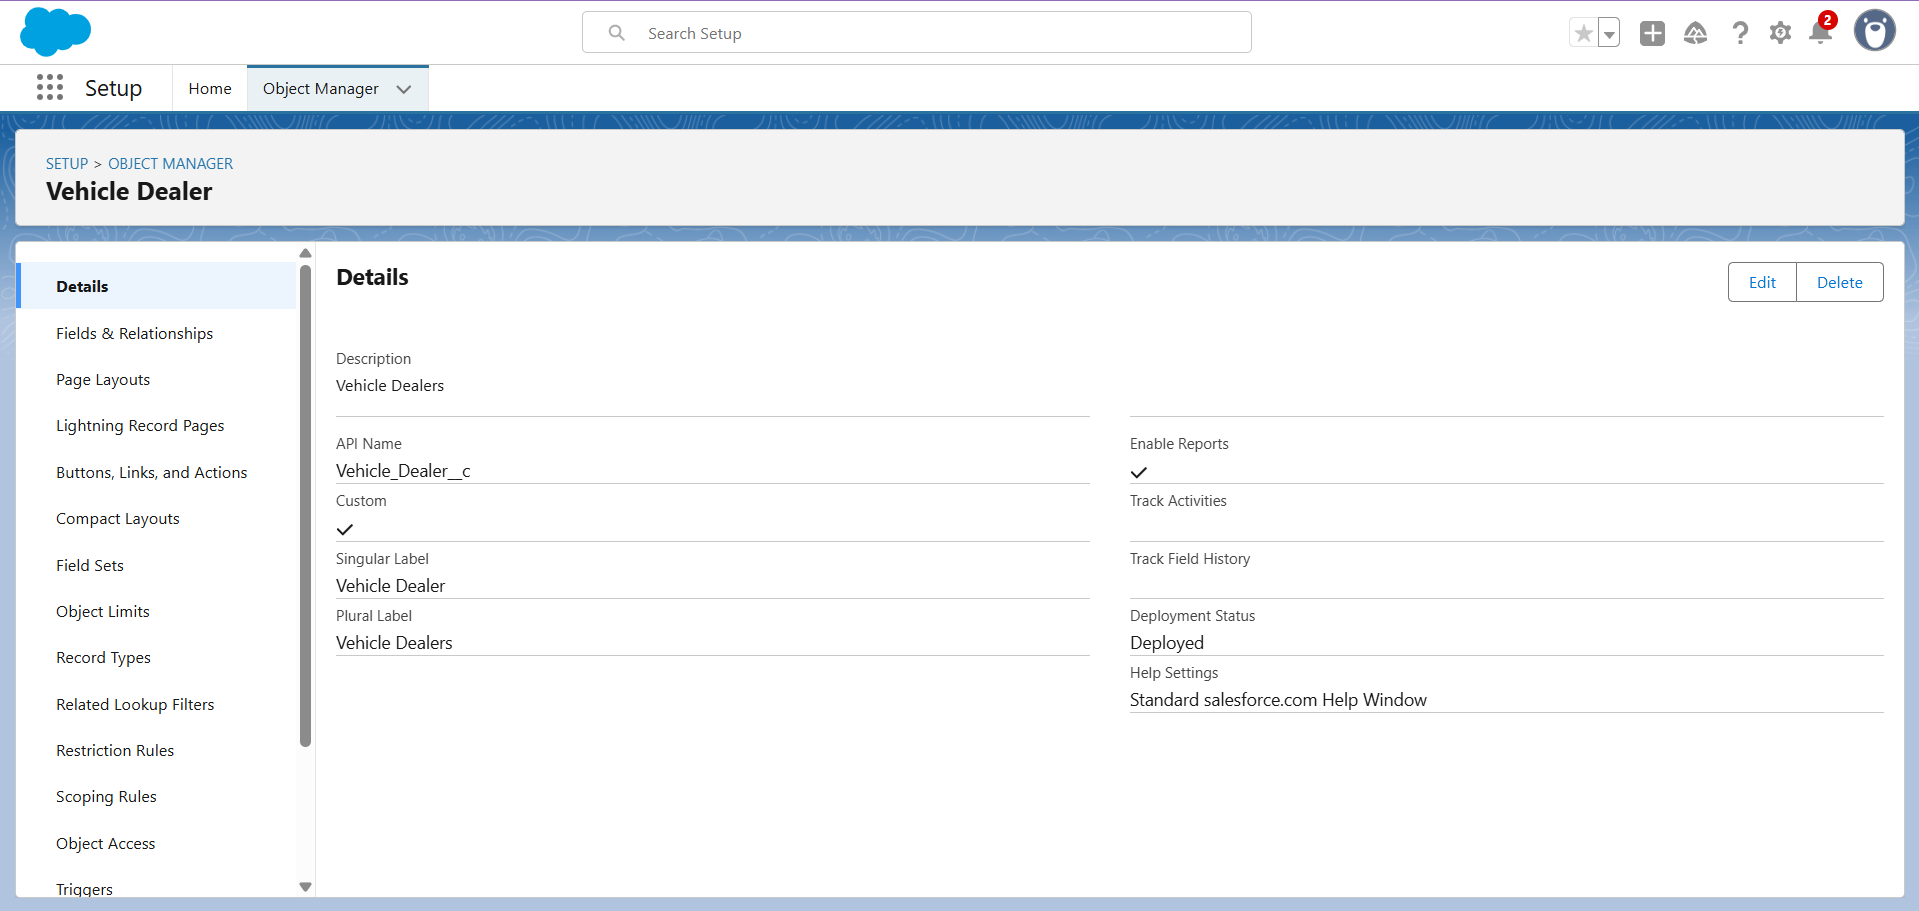 Search Setup
2
Setup
Home
Object Manager
SETUP > OBJECT MANAGER
Vehicle Dealer
Details
Fields & Relationships
Page Layouts
Lightning Record Pages
Buttons, Links, and Actions
Compact Layouts
Field Sets
Object Limits
Record Types
Related Lookup Filters
Restriction Rules
Scoping Rules
Object Access
Triggers
Details
Edit
Delete
Description
Vehicle Dealers
API Name
Vehicle_Dealer__c
Custom
Singular Label
Vehicle Dealer
Plural Label
Vehicle Dealers
Enable Reports
Track Activities
Track Field History
Deployment Status
Deployed
Help Settings
Standard salesforce.com Help Window